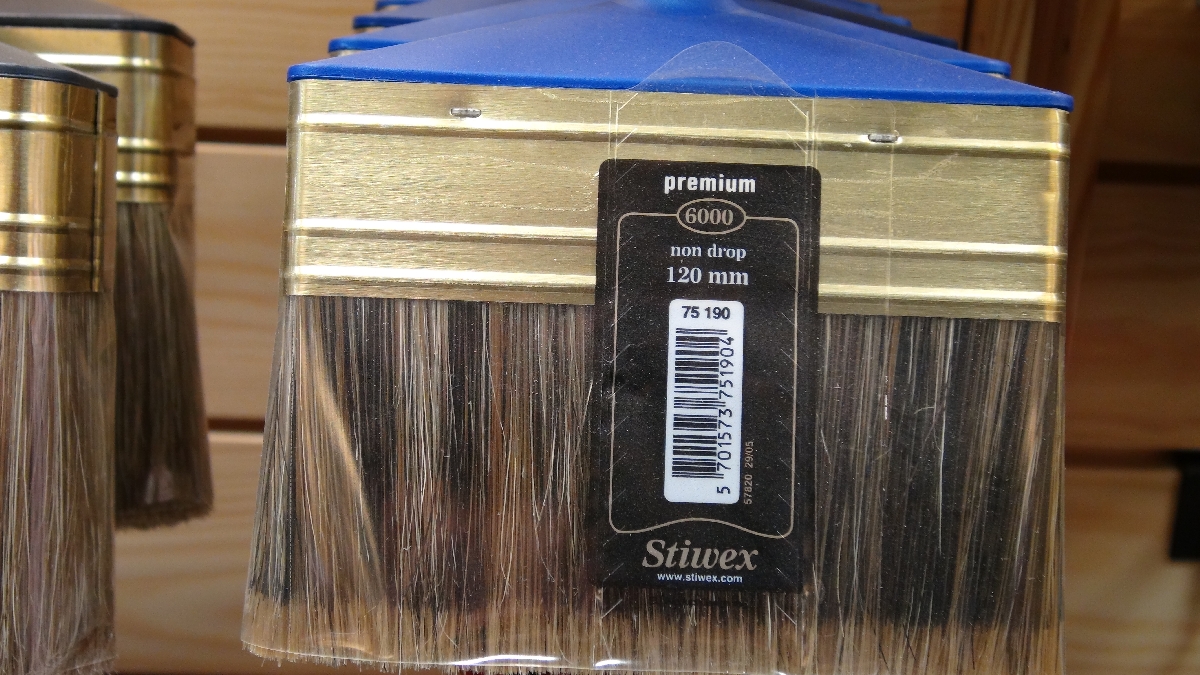 premium
6000
non drop
120 mm
75 190
5 701573 751904
57820 29/05
Stiwex
www.stiwex.com